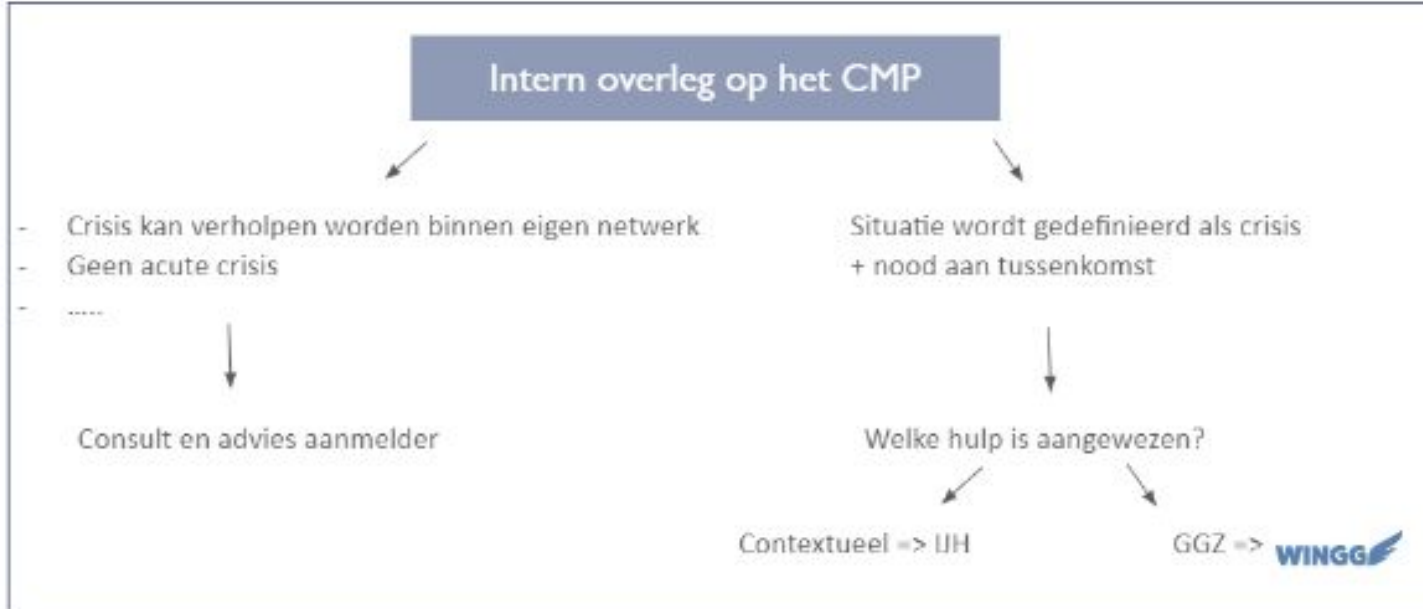 Intern overleg op het CMP
- Crisis kan verholpen worden binnen eigen netwerk
- Geen acute crisis
- .....
Situatie wordt gedefinieerd als crisis
+ nood aan tussenkomst
Consult en advies aanmelder
Welke hulp is aangewezen?
Contextueel => IJH
GGZ => WINGG